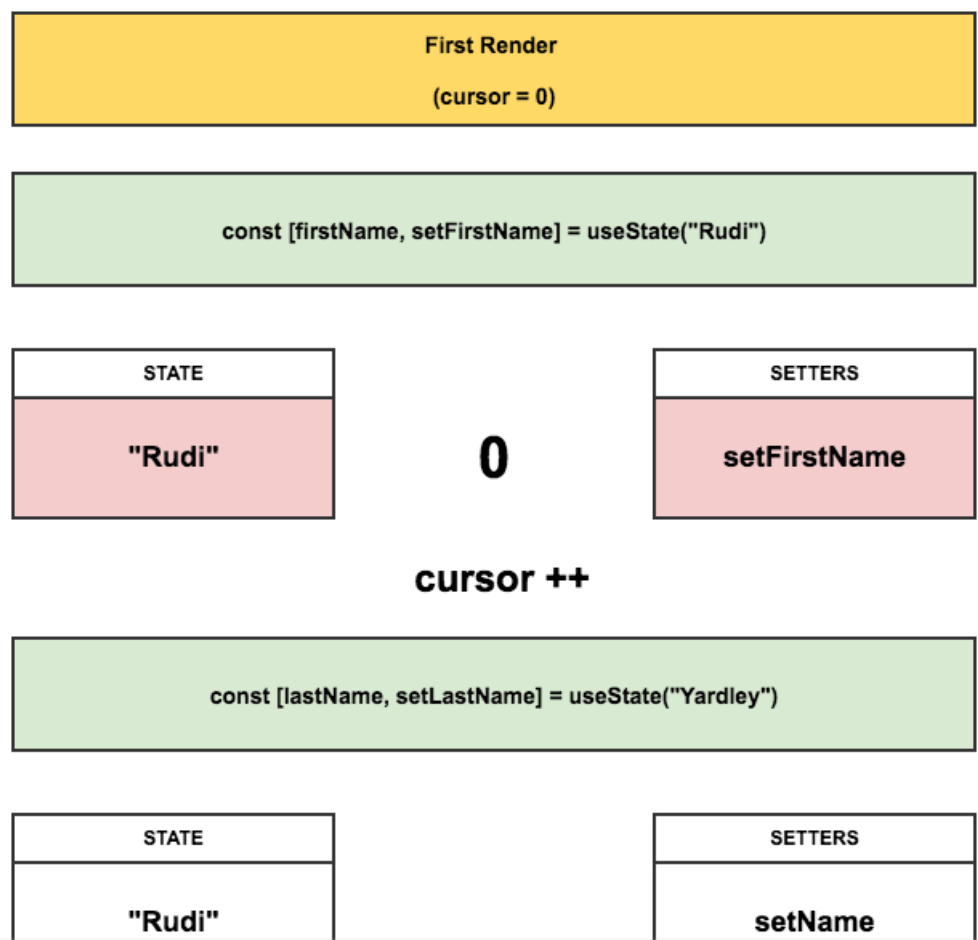 First Render
(cursor = 0)
const [firstName, setFirstName] = useState("Rudi")
STATE
SETTERS
"Rudi"
0
setFirstName
cursor ++
const [lastName, setLastName] = useState("Yardley")
STATE
SETTERS
"Rudi"
setName